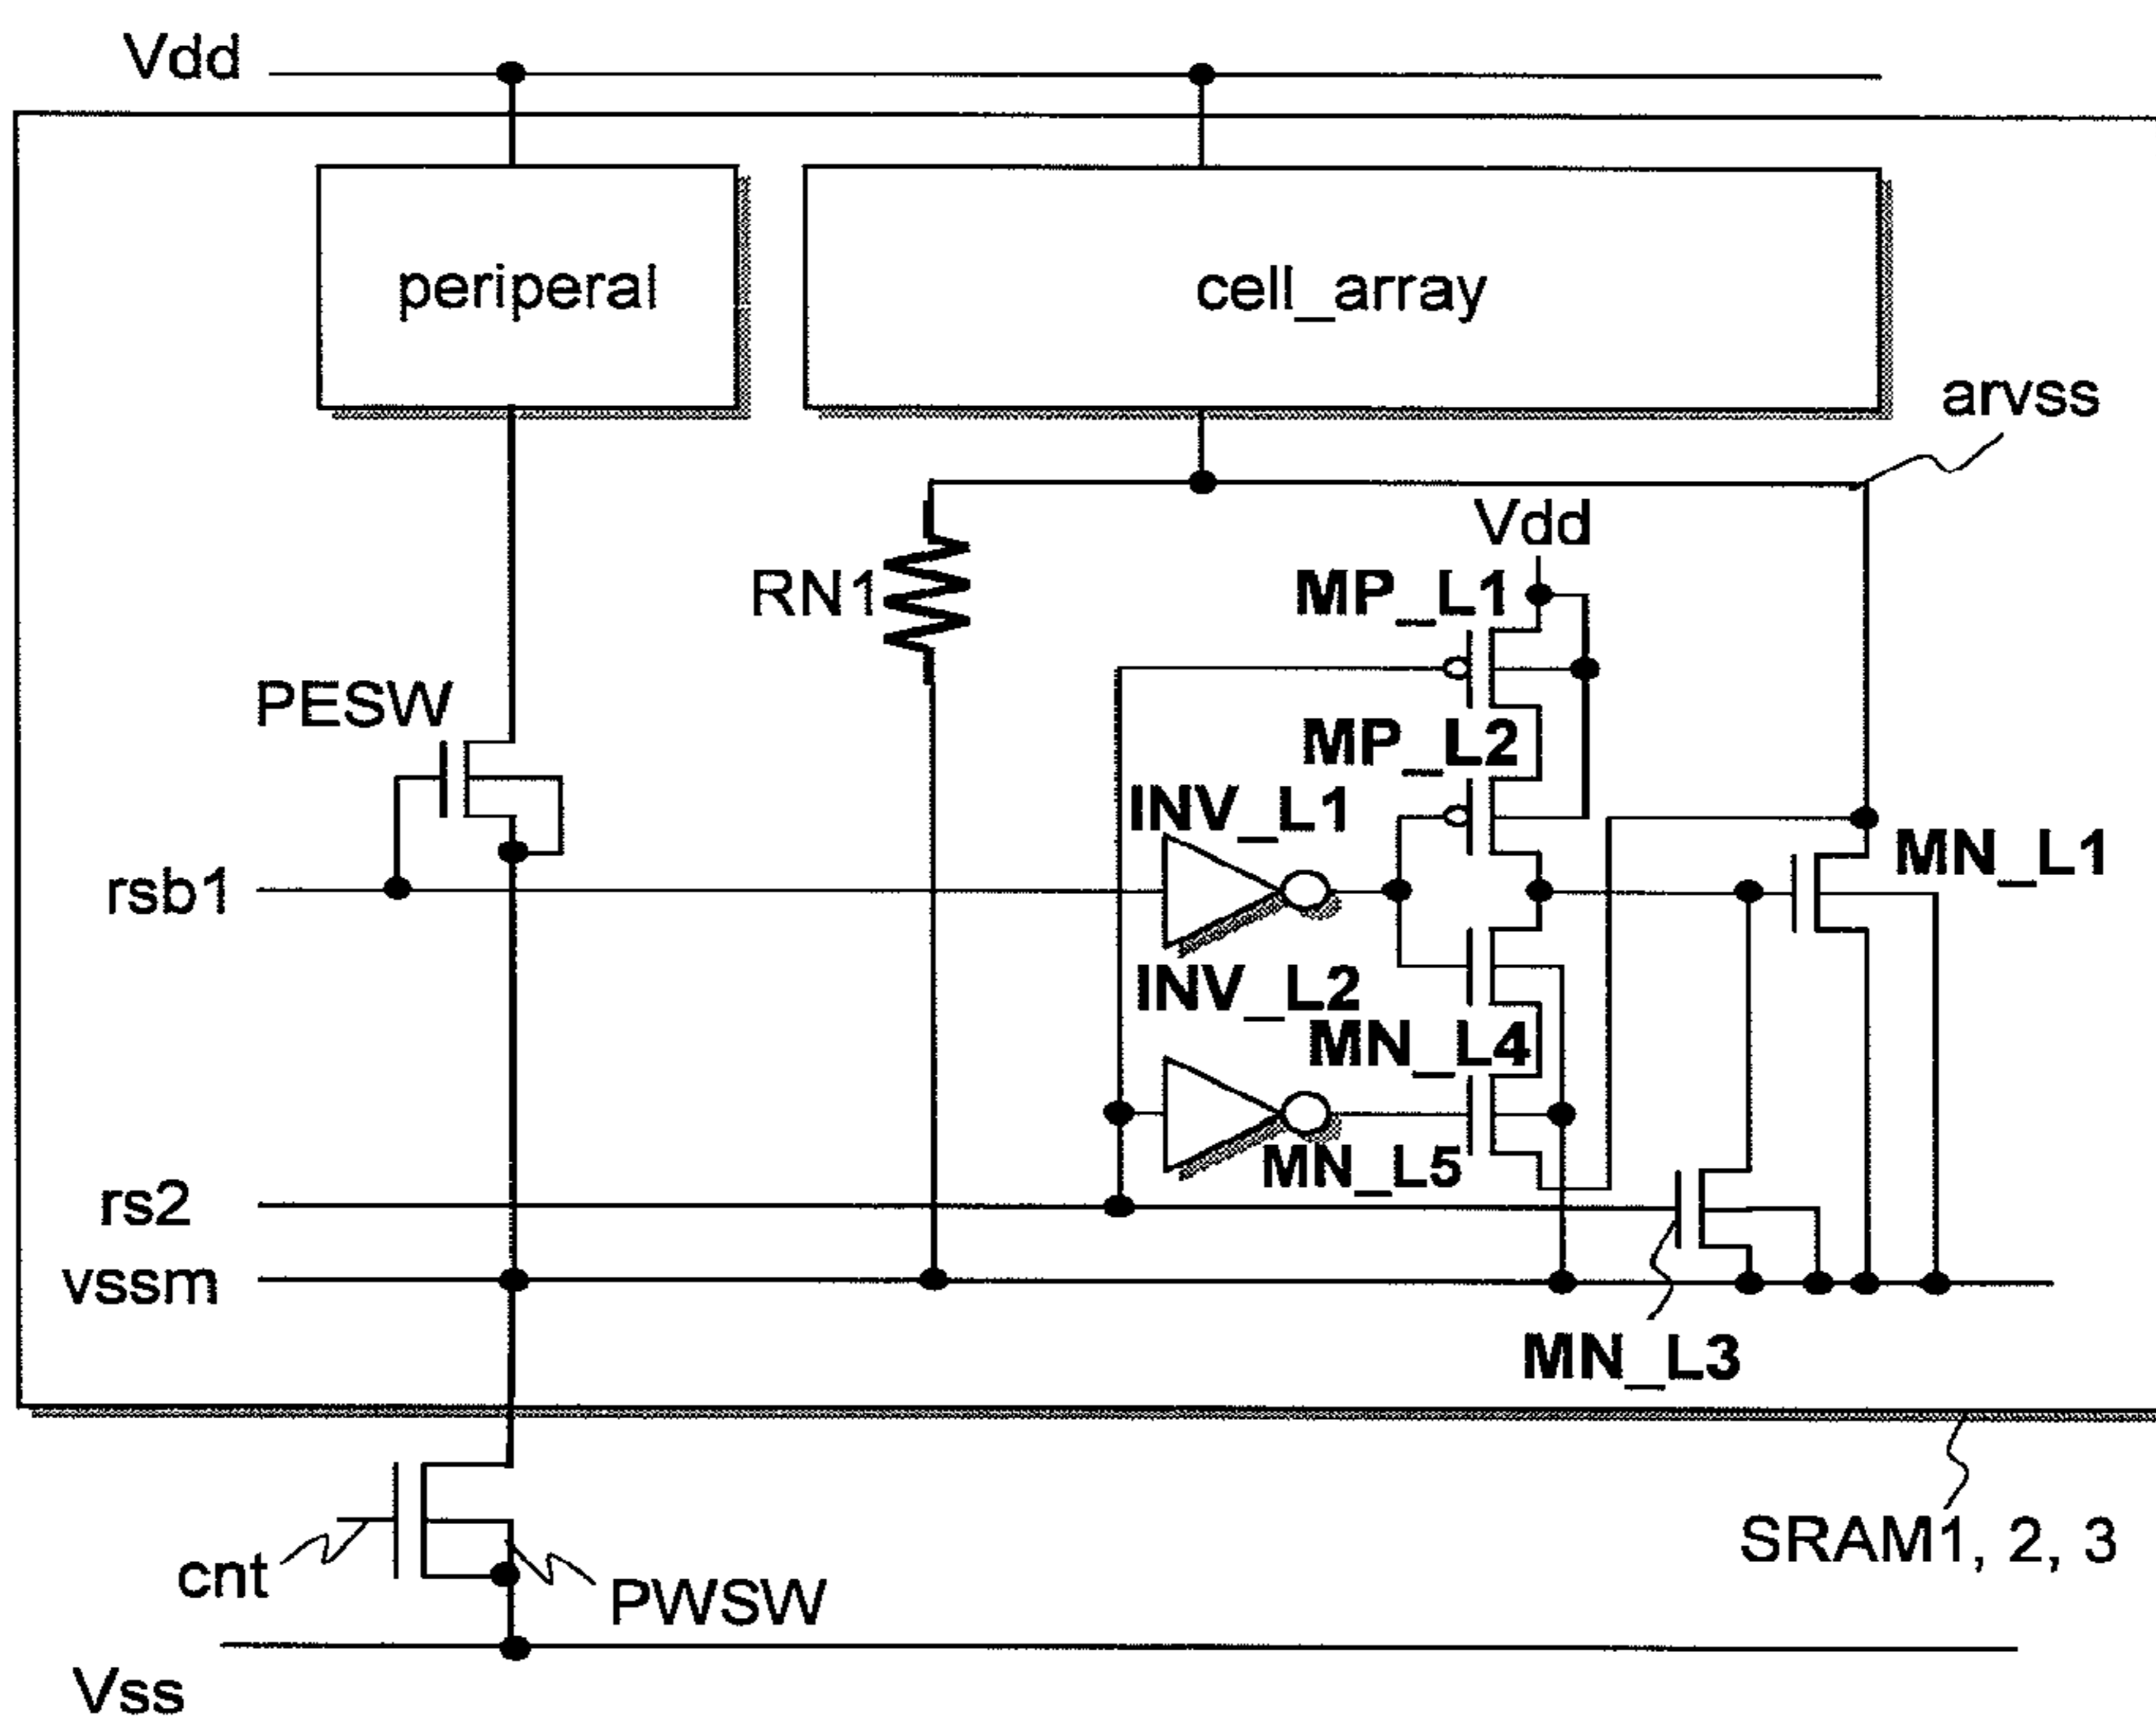 Vdd
periperal
cell_array
arvss
Vdd
RN1
MP_L1
PESW
MP_L2
INV_L1
MN_L1
rsb1
INV_L2
MN_L4
MN_L5
rs2
vssm
MN_L3
SRAM1, 2, 3
cnt
PWSW
Vss